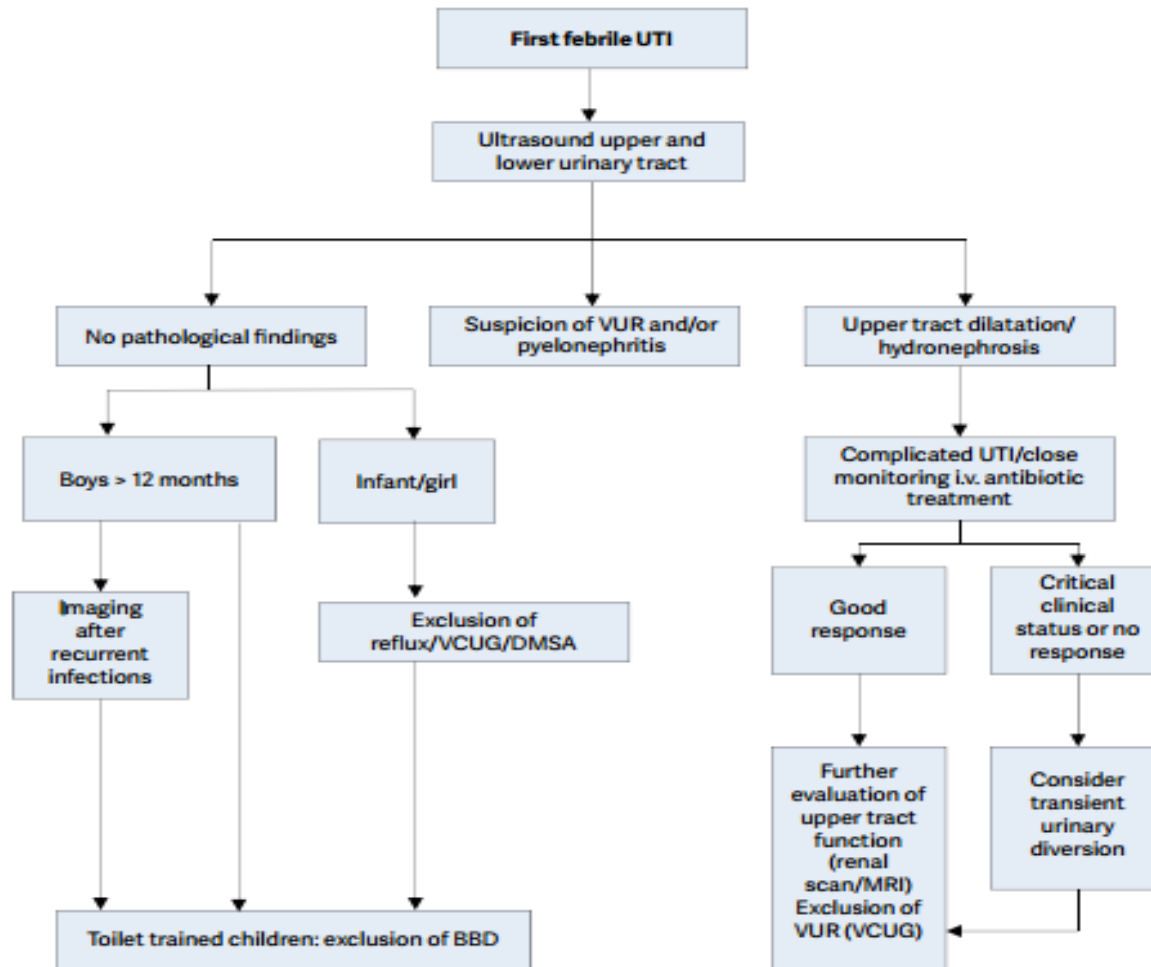 First febrile UTI
Ultrasound upper and
lower urinary tract
No pathological findings
Suspicion of VUR and/or
pyelonephritis
Upper tract dilatation/
hydronephrosis
Boys > 12 months
Infant/girl
Complicated UTI/close
monitoring i.v. antibiotic
treatment
Imaging
after
recurrent
infections
Exclusion of
reflux/VCUG/DMSA
Good
response
Critical
clinical
status or no
response
Further
evaluation of
upper tract
function
(renal
scan/MRI)
Exclusion of
VUR (VCUG)
Consider
transient
urinary
diversion
Toilet trained children: exclusion of BBD